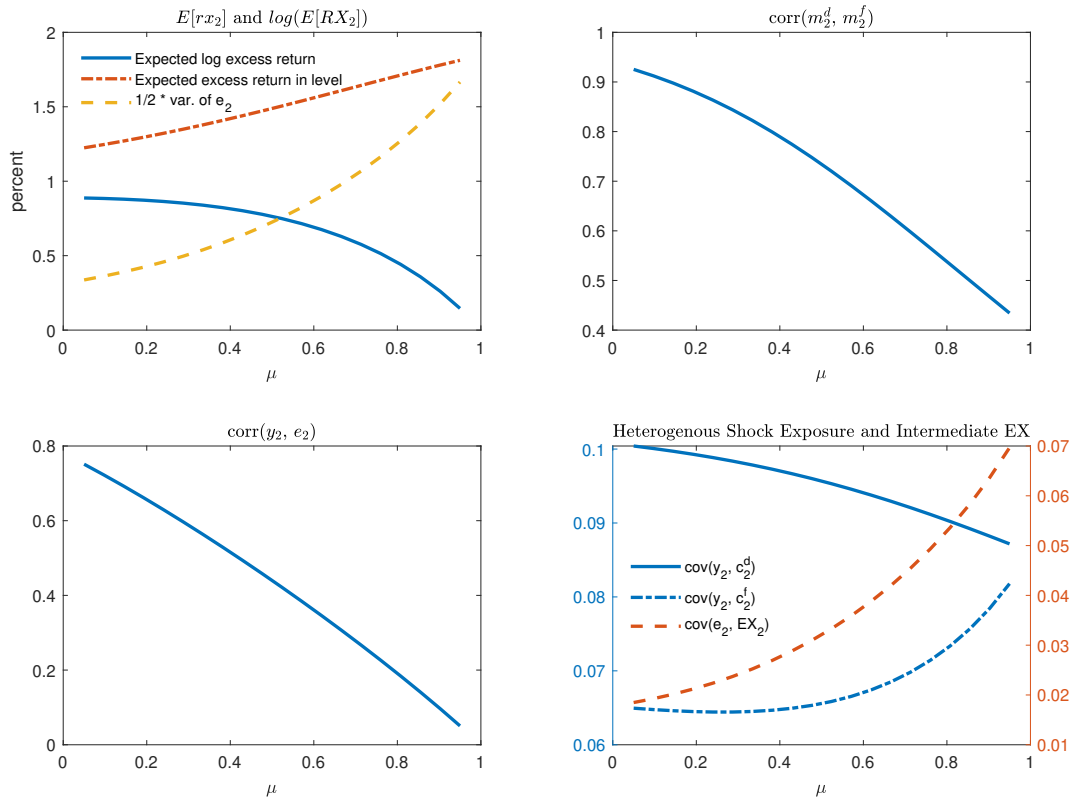 E[rx₂] and log(E[RX₂])
2
1.5
1
0.5
0
percent
Expected log excess return
Expected excess return in level
1/2 * var. of e₂
0 0.2 0.4 0.6 0.8 1
μ
corr(m₂ᵈ, m₂ᶠ)
1
0.9
0.8
0.7
0.6
0.5
0.4
0 0.2 0.4 0.6 0.8 1
μ
corr(y₂, e₂)
0.8
0.6
0.4
0.2
0
0 0.2 0.4 0.6 0.8 1
μ
Heterogenous Shock Exposure and Intermediate EX
0.1
0.09
0.08
0.07
0.06
cov(y₂, c₂ᵈ)
cov(y₂, c₂ᶠ)
cov(e₂, EX₂)
0.07
0.06
0.05
0.04
0.03
0.02
0.01
0 0.2 0.4 0.6 0.8 1
μ